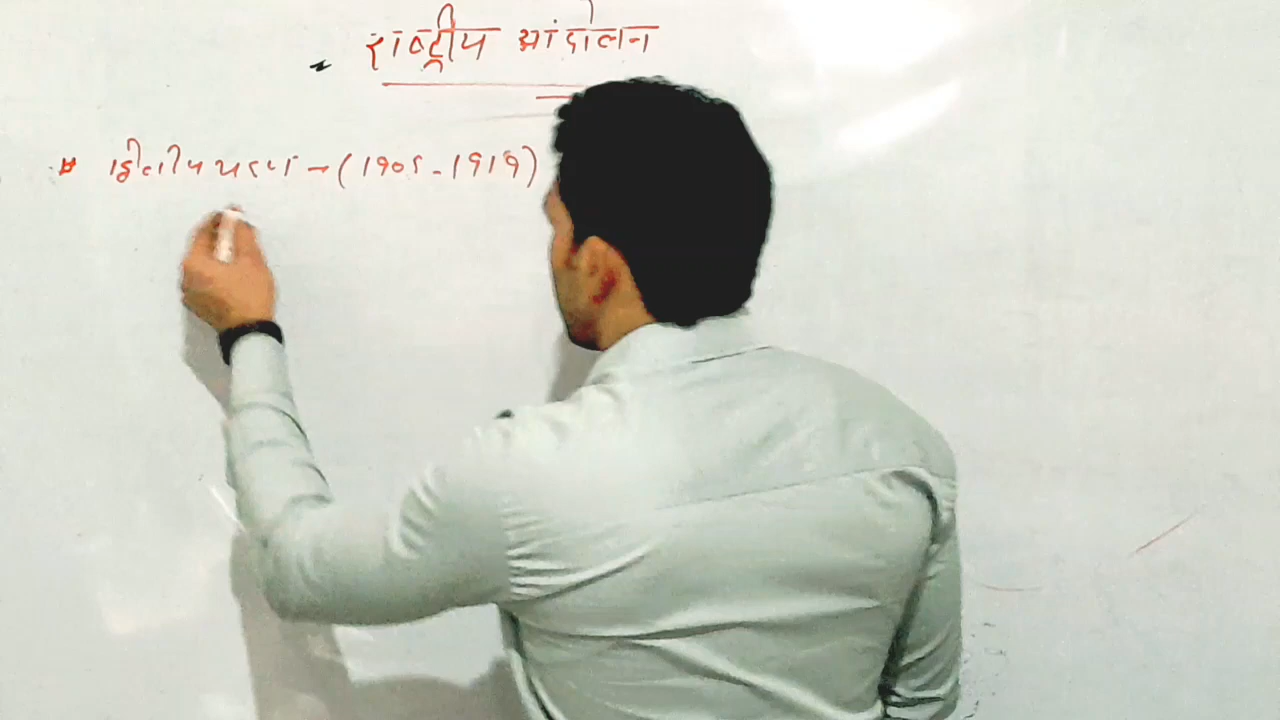 राष्ट्रीय आंदोलन
द्वितीय चरण → (1905 - 1919)